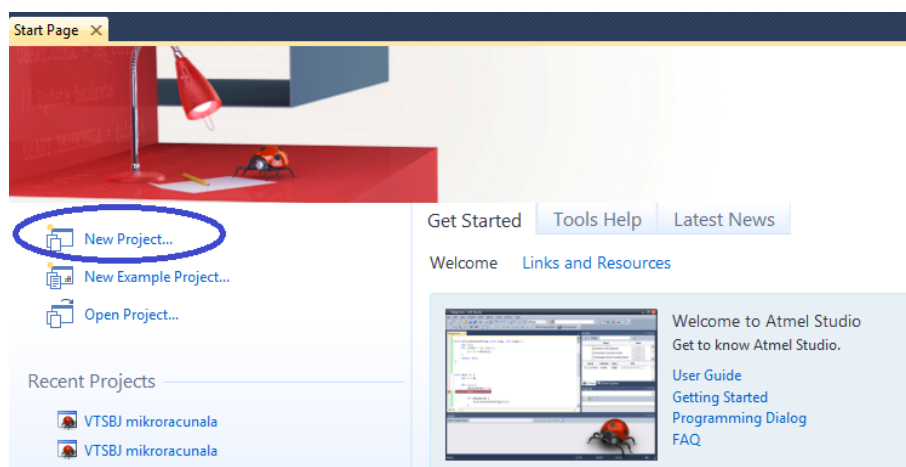 Start Page
New Project...
New Example Project...
Open Project...
Recent Projects
VTSBJ mikroracunala
VTSBJ mikroracunala
Get Started Tools Help Latest News
Welcome Links and Resources
Welcome to Atmel Studio
Get to know Atmel Studio.
User Guide
Getting Started
Programming Dialog
FAQ